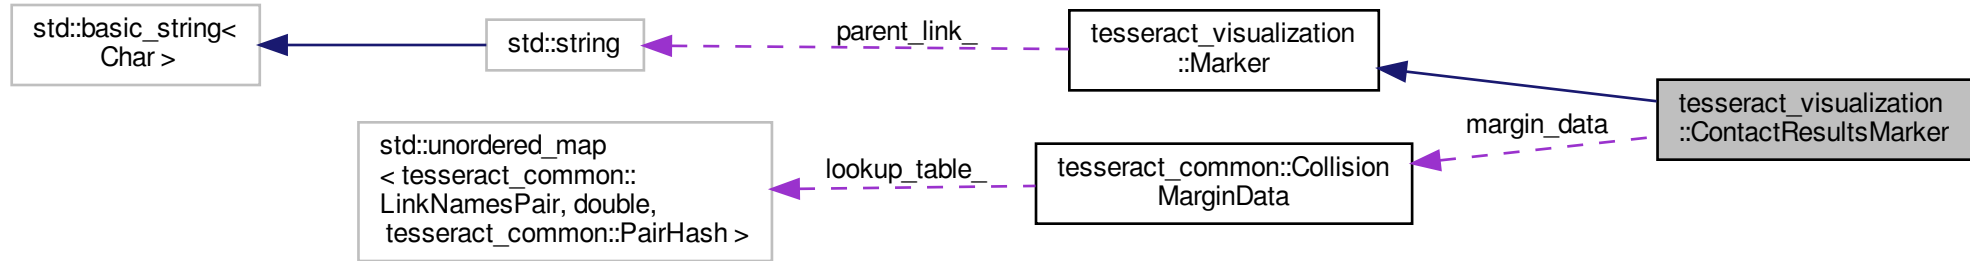 std::basic_string<
Char >
std::string
parent_link_
tesseract_visualization
::Marker
tesseract_visualization
::ContactResultsMarker
margin_data
std::unordered_map
< tesseract_common::
LinkNamesPair, double,
tesseract_common::PairHash >
lookup_table_
tesseract_common::Collision
MarginData